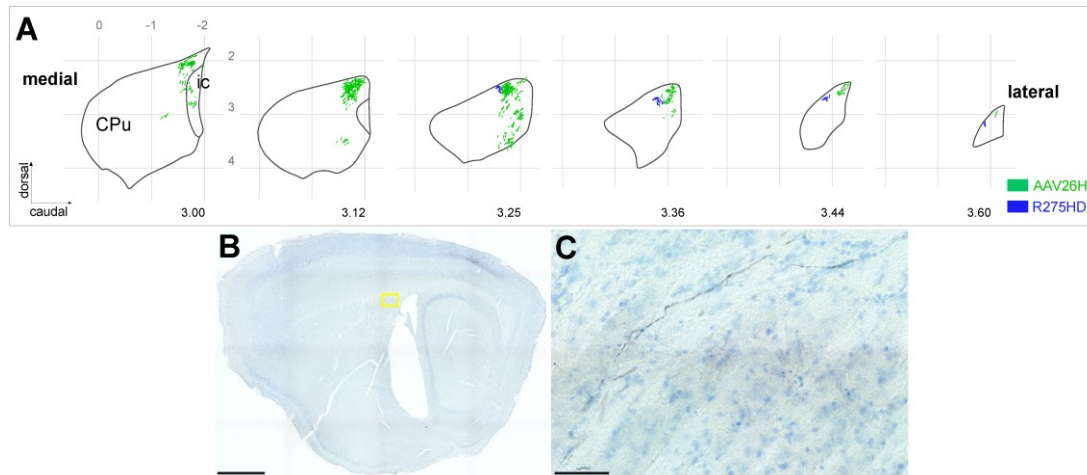 A
0 -1 -2
2
3
4
medial
ic
CPu
lateral
dorsal
caudal
3.00 3.12 3.25 3.36 3.44 3.60
AAV26H
R275HD
B
C